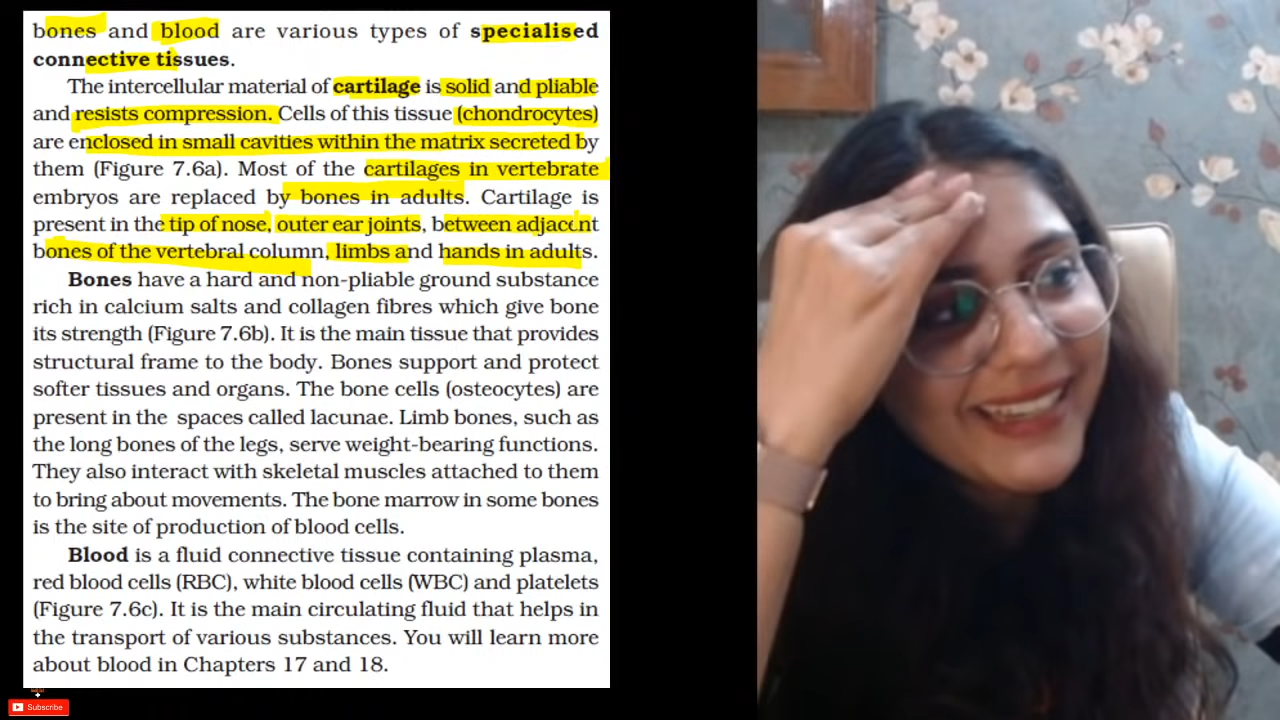 bones and blood are various types of specialised
connective tissues.
The intercellular material of cartilage is solid and pliable
and resists compression. Cells of this tissue (chondrocytes)
are enclosed in small cavities within the matrix secreted by
them (Figure 7.6a). Most of the cartilages in vertebrate
embryos are replaced by bones in adults. Cartilage is
present in the tip of nose, outer ear joints, between adjacent
bones of the vertebral column, limbs and hands in adults.
Bones have a hard and non-pliable ground substance
rich in calcium salts and collagen fibres which give bone
its strength (Figure 7.6b). It is the main tissue that provides
structural frame to the body. Bones support and protect
softer tissues and organs. The bone cells (osteocytes) are
present in the spaces called lacunae. Limb bones, such as
the long bones of the legs, serve weight-bearing functions.
They also interact with skeletal muscles attached to them
to bring about movements. The bone marrow in some bones
is the site of production of blood cells.
Blood is a fluid connective tissue containing plasma,
red blood cells (RBC), white blood cells (WBC) and platelets
(Figure 7.6c). It is the main circulating fluid that helps in
the transport of various substances. You will learn more
about blood in Chapters 17 and 18.
Subscribe